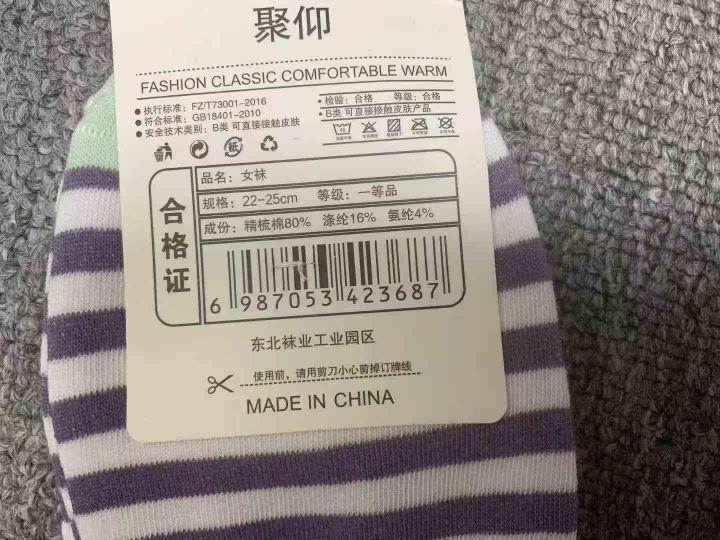 聚仰
FASHION CLASSIC COMFORTABLE WARM
• 执行标准：FZ/T73001-2016
• 符合标准：GB18401-2010
• 安全技术类别：B类 可直接接触皮肤
• 检验：合格 等级：合格
• B类 可直接接触皮肤产品
合格证
品名：女袜
规格：22-25cm 等级：一等品
成份：精梳棉80% 涤纶16% 氨纶4%
6 987053 423687
东北袜业工业园区
使用前，请用剪刀小心剪掉订牌线
MADE IN CHINA